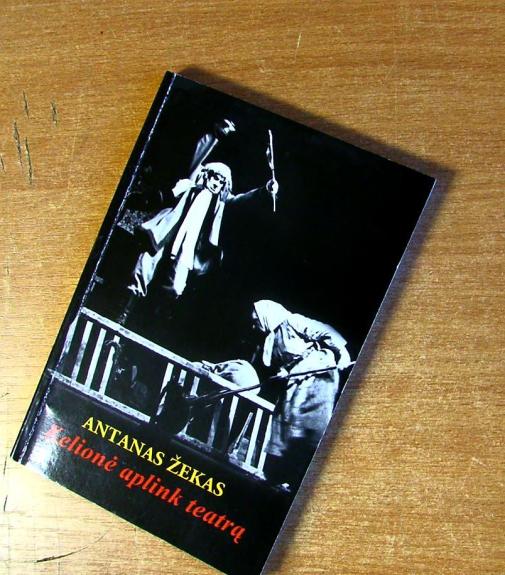 ANTANAS ŽEKAS
Kelionė aplink teatrą